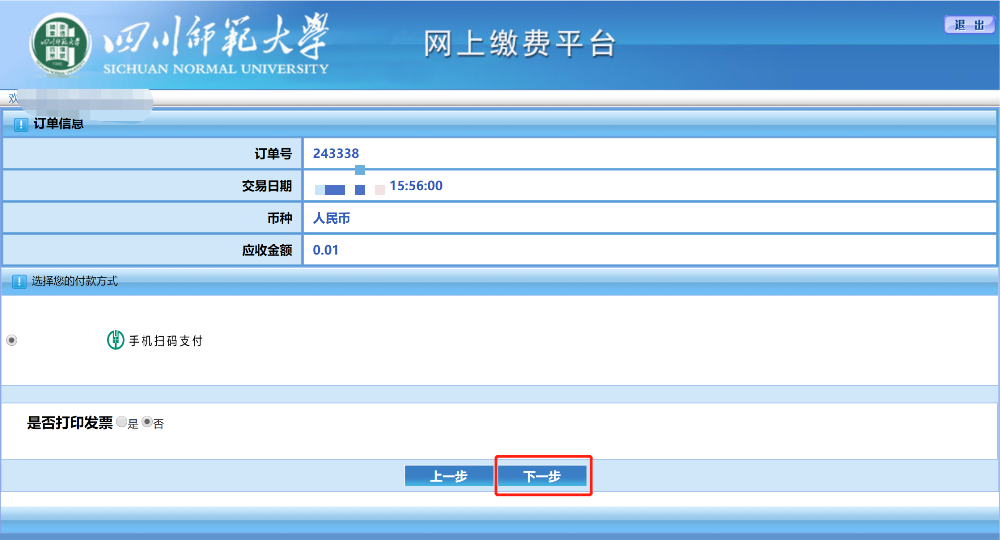 四川师范大学
SICHUAN NORMAL UNIVERSITY
网上缴费平台
退 出
欢
订单信息
订单号 243338
交易日期 15:56:00
币种 人民币
应收金额 0.01
选择您的付款方式
手机扫码支付
是否打印发票 是 否
上一步 下一步